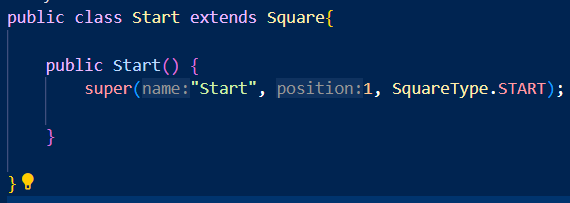 public class Start extends Square{
public Start() {
super(name:"Start", position:1, SquareType.START);
}
}